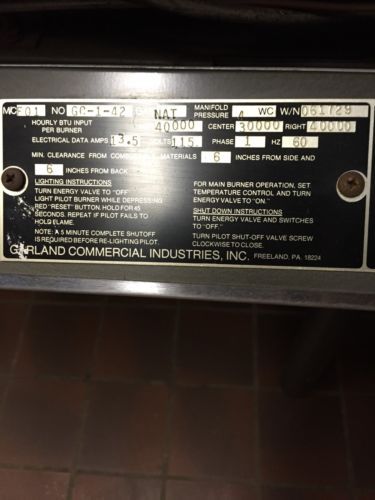 M/C E01 NO GC-1-42 NAT MANIFOLD PRESSURE 4 WC W/N 061729
HOURLY BTU INPUT PER BURNER 40000 CENTER 30000 RIGHT 40000
ELECTRICAL DATA AMPS 13.5 VOLTS 115 PHASE 1 HZ 60
MIN. CLEARANCE FROM COMBUSTIBLE MATERIALS 6 INCHES FROM SIDE AND
6 INCHES FROM BACK
LIGHTING INSTRUCTIONS
TURN ENERGY VALVE TO "OFF"
LIGHT PILOT BURNER WHILE DEPRESSING
RED "RESET" BUTTON. HOLD FOR 45
SECONDS. REPEAT IF PILOT FAILS TO
HOLD FLAME.
NOTE: A 5 MINUTE COMPLETE SHUTOFF
IS REQUIRED BEFORE RE-LIGHTING PILOT.
FOR MAIN BURNER OPERATION, SET
TEMPERATURE CONTROL AND TURN
ENERGY VALVE TO "ON".
SHUT DOWN INSTRUCTIONS
TURN ENERGY VALVE AND SWITCHES
TO "OFF."
TURN PILOT SHUT-OFF VALVE SCREW
CLOCKWISE TO CLOSE.
GARLAND COMMERCIAL INDUSTRIES, INC. FREELAND, PA. 18224